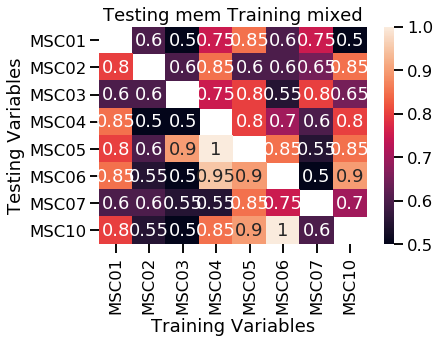 Testing mem Training mixed
Testing Variables
MSC01 0.6 0.5 0.75 0.85 0.6 0.75 0.5
MSC02 0.8 0.6 0.85 0.6 0.6 0.65 0.85
MSC03 0.6 0.6 0.75 0.8 0.55 0.8 0.65
MSC04 0.85 0.5 0.5 0.8 0.7 0.6 0.8
MSC05 0.8 0.6 0.9 1 0.85 0.55 0.85
MSC06 0.85 0.55 0.5 0.95 0.9 0.5 0.9
MSC07 0.6 0.6 0.55 0.55 0.85 0.75 0.7
MSC10 0.8 0.55 0.5 0.85 0.9 1 0.6
MSC01 MSC02 MSC03 MSC04 MSC05 MSC06 MSC07 MSC10
Training Variables
1.0
0.9
0.8
0.7
0.6
0.5